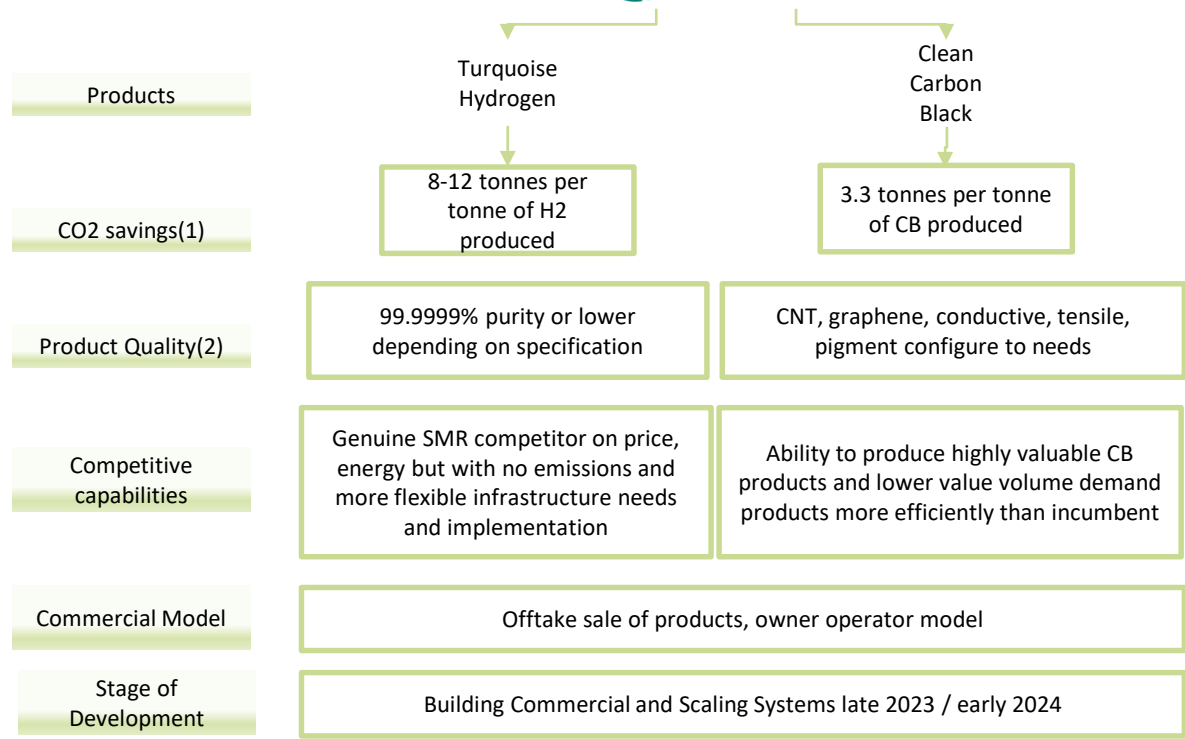 Products
Turquoise
Hydrogen
Clean
Carbon
Black
CO2 savings(1)
8-12 tonnes per
tonne of H2
produced
3.3 tonnes per tonne
of CB produced
Product Quality(2)
99.9999% purity or lower
depending on specification
CNT, graphene, conductive, tensile,
pigment configure to needs
Competitive
capabilities
Genuine SMR competitor on price,
energy but with no emissions and
more flexible infrastructure needs
and implementation
Ability to produce highly valuable CB
products and lower value volume demand
products more efficiently than incumbent
Commercial Model
Offtake sale of products, owner operator model
Stage of
Development
Building Commercial and Scaling Systems late 2023 / early 2024